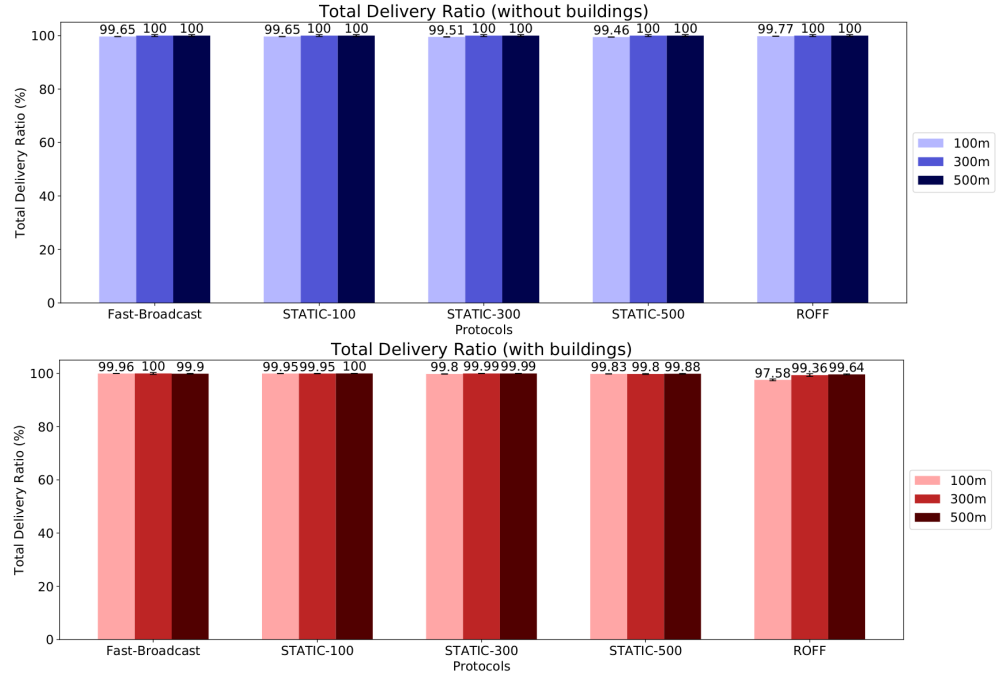 Total Delivery Ratio (without buildings)
99.65 100 100 99.65 100 100 99.51 100 100 99.46 100 100 99.77 100 100
100
80
60
40
20
0
Total Delivery Ratio (%)
Fast-Broadcast STATIC-100 STATIC-300 STATIC-500 ROFF
Protocols
100m
300m
500m
Total Delivery Ratio (with buildings)
99.96 100 99.9 99.95 99.95 100 99.8 99.99 99.99 99.83 99.8 99.88 97.58 99.36 99.64
100
80
60
40
20
0
Total Delivery Ratio (%)
Fast-Broadcast STATIC-100 STATIC-300 STATIC-500 ROFF
Protocols
100m
300m
500m